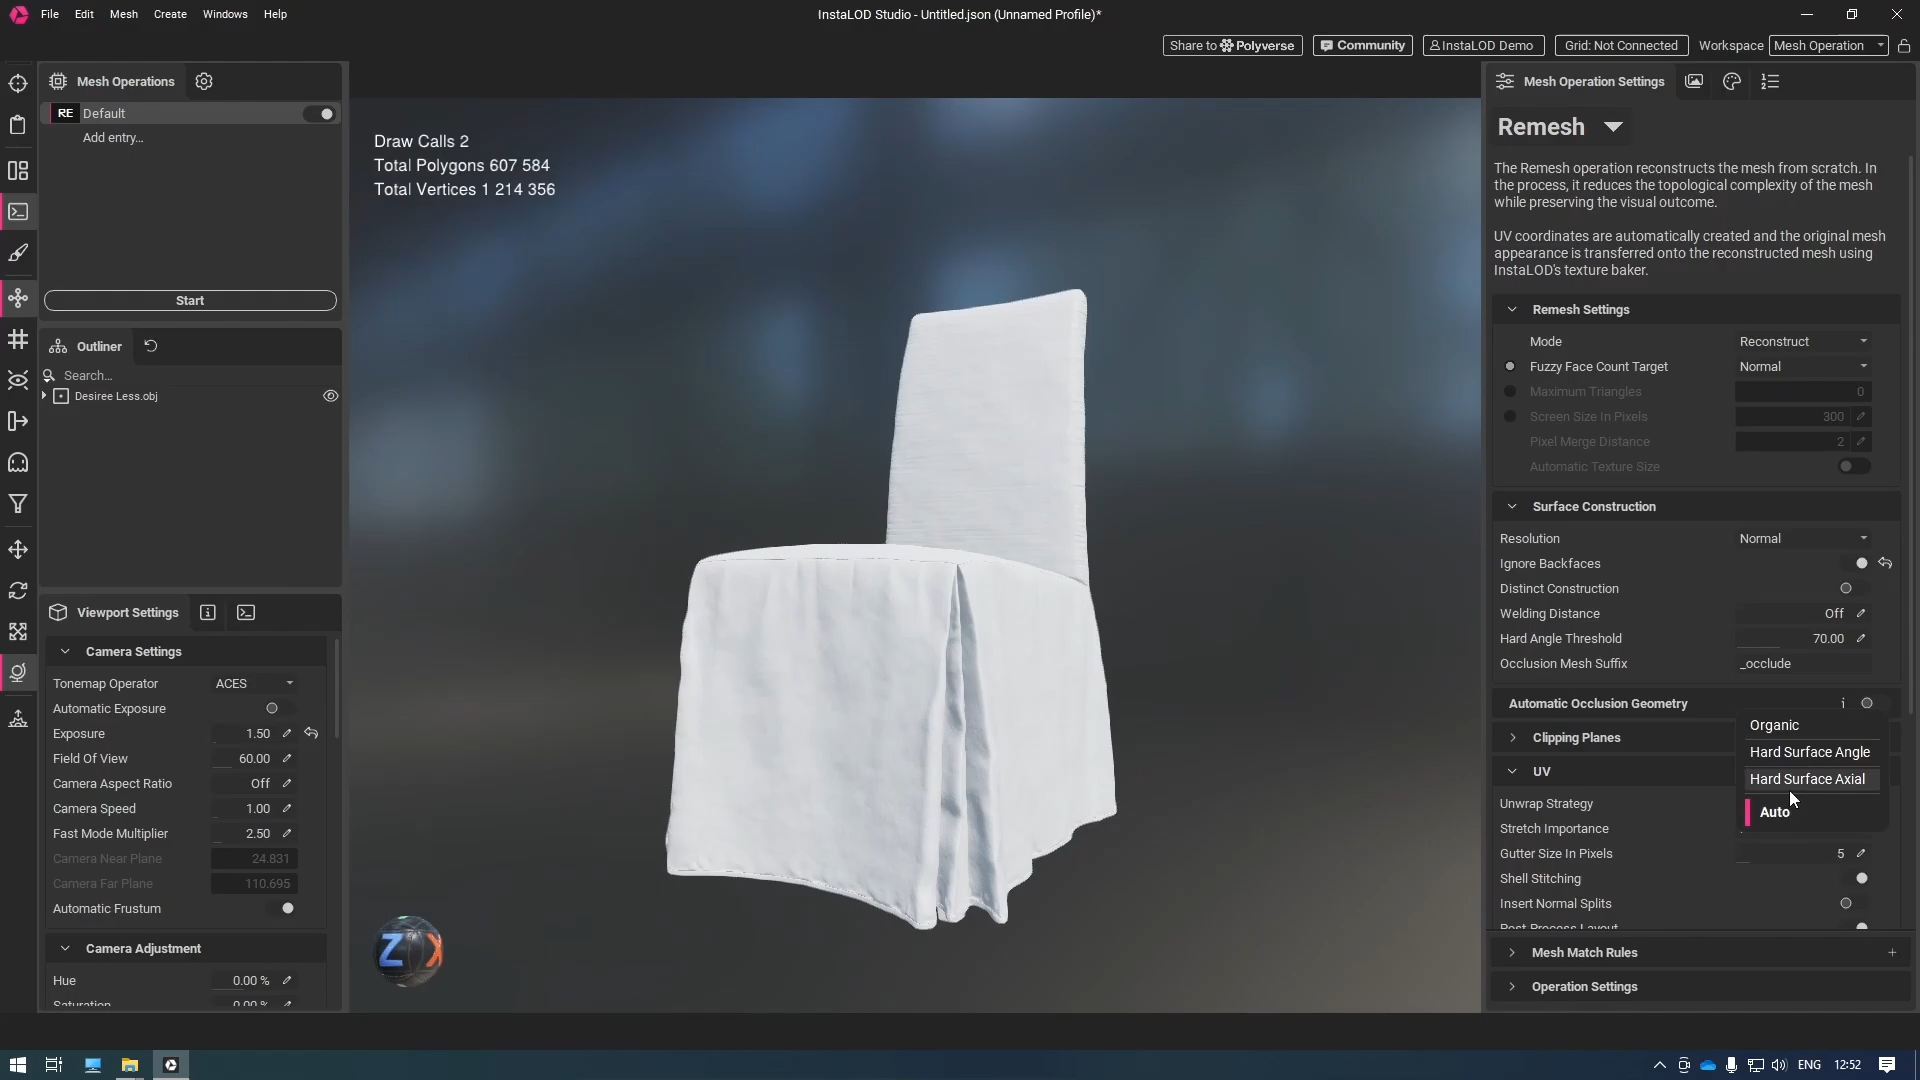 File Edit Mesh Create Windows Help
InstaLOD Studio - Untitled.json (Unnamed Profile)*
Share to Polyverse
Community
InstaLOD Demo
Grid: Not Connected
Workspace
Mesh Operation
Mesh Operations
RE Default
Add entry...
Start
Outliner
Search...
Desiree Less.obj
Viewport Settings
Camera Settings
Tonemap Operator ACES
Automatic Exposure
Exposure 1.50
Field Of View 60.00
Camera Aspect Ratio Off
Camera Speed 1.00
Fast Mode Multiplier 2.50
Camera Near Plane 24.831
Camera Far Plane 110.695
Automatic Frustum
Camera Adjustment
Hue 0.00 %
Saturation 0.00 %
Draw Calls 2
Total Polygons 607 584
Total Vertices 1 214 356
Z X
Mesh Operation Settings
Remesh
The Remesh operation reconstructs the mesh from scratch. In
the process, it reduces the topological complexity of the mesh
while preserving the visual outcome.
UV coordinates are automatically created and the original mesh
appearance is transferred onto the reconstructed mesh using
InstaLOD's texture baker.
Remesh Settings
Mode Reconstruct
Fuzzy Face Count Target Normal
Maximum Triangles 0
Screen Size In Pixels 300
Pixel Merge Distance 2
Automatic Texture Size
Surface Construction
Resolution Normal
Ignore Backfaces
Distinct Construction
Welding Distance Off
Hard Angle Threshold 70.00
Occlusion Mesh Suffix _occlude
Automatic Occlusion Geometry
Clipping Planes
UV
Organic
Hard Surface Angle
Hard Surface Axial
Auto
Unwrap Strategy
Stretch Importance
Gutter Size In Pixels 5
Shell Stitching
Insert Normal Splits
Post Process Layout
Mesh Match Rules
Operation Settings
ENG 12:52